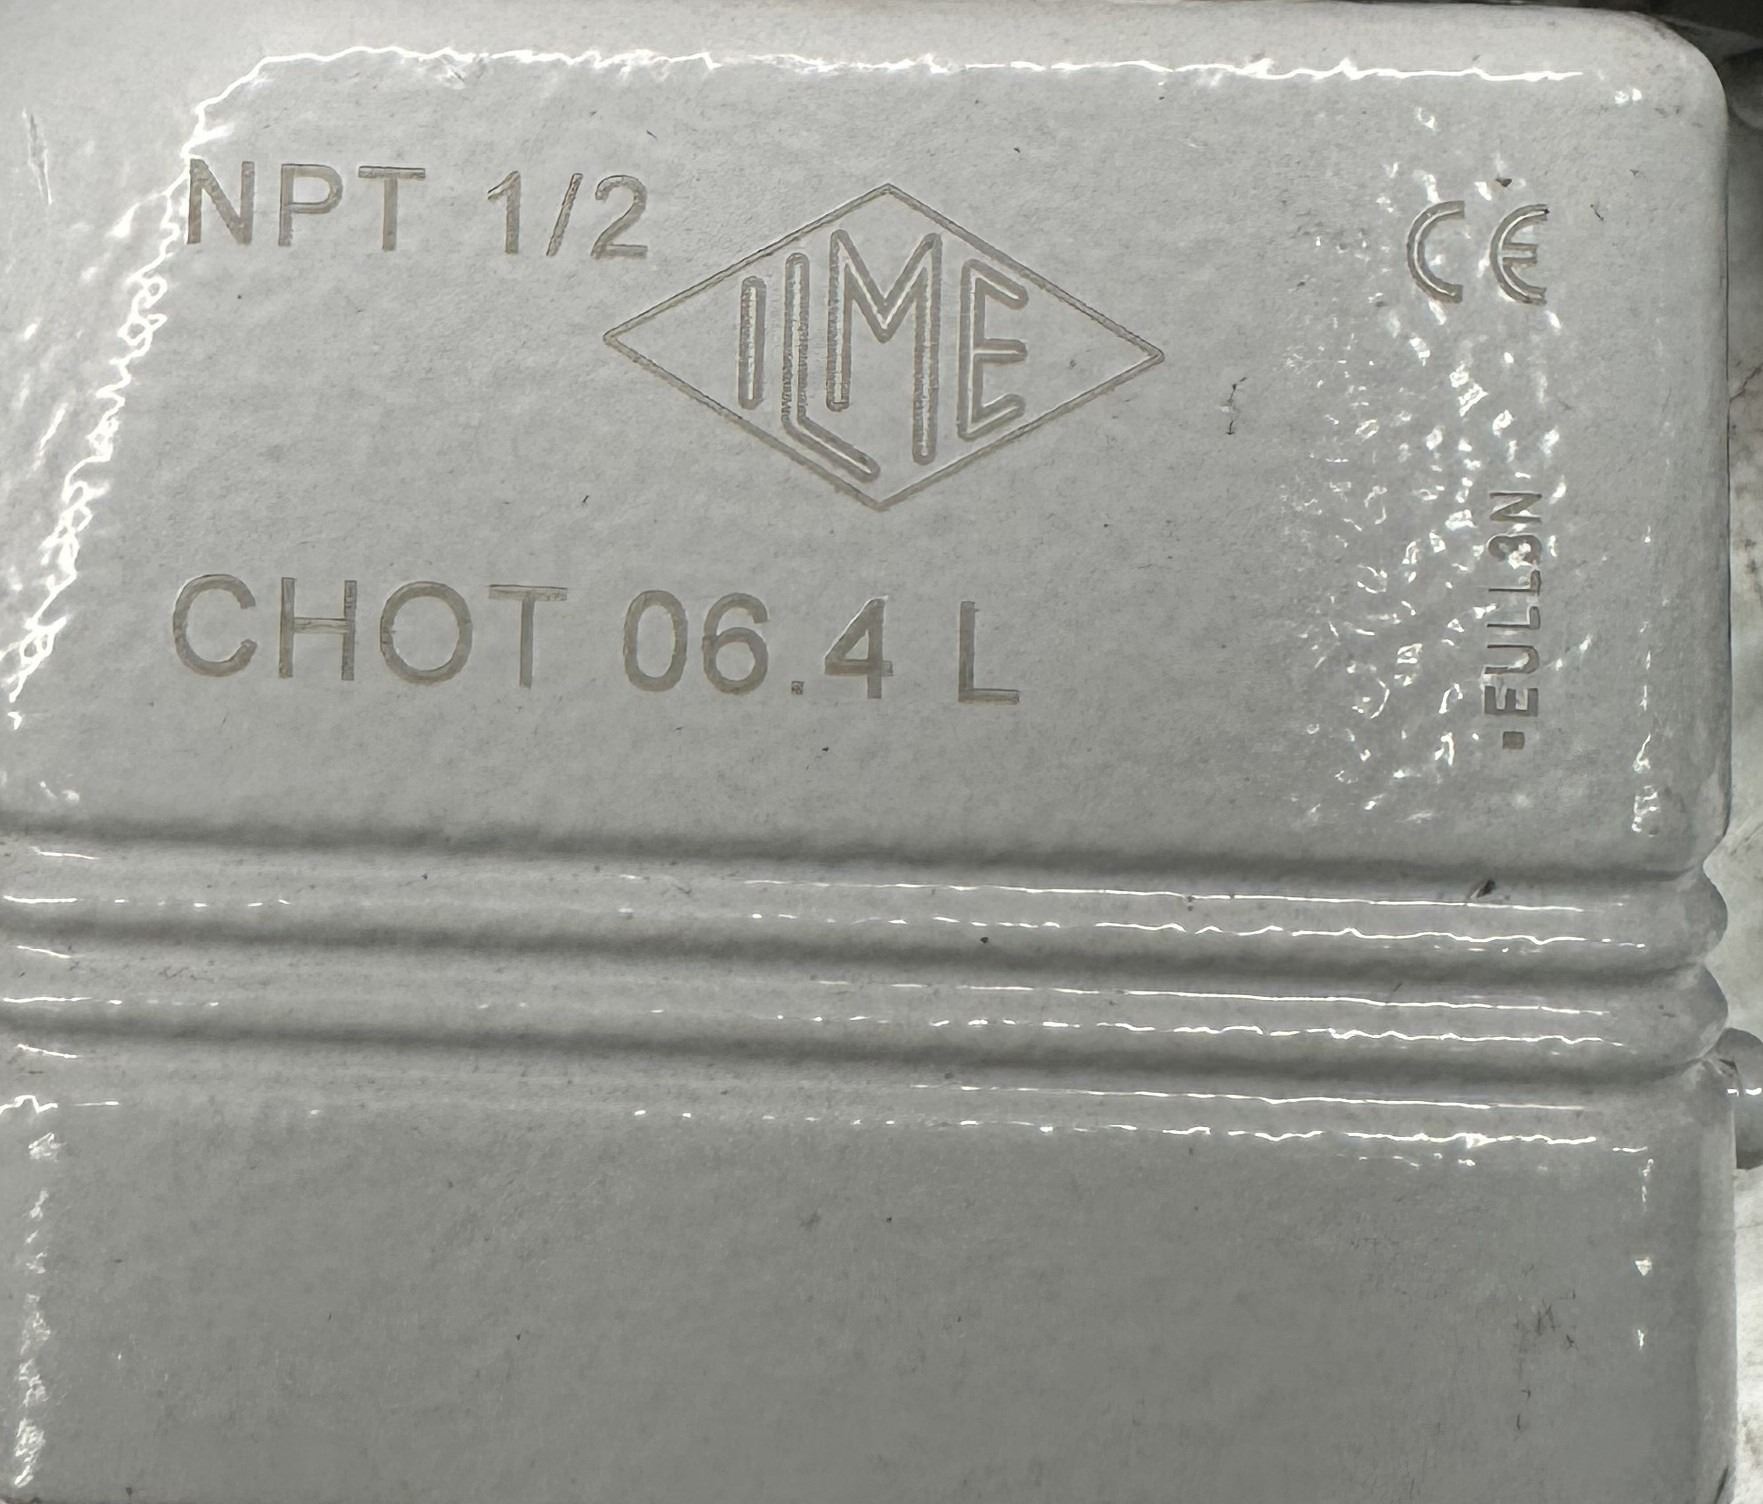 NPT 1/2
ILME
CE
CHOT 06.4 L
·EULL3N